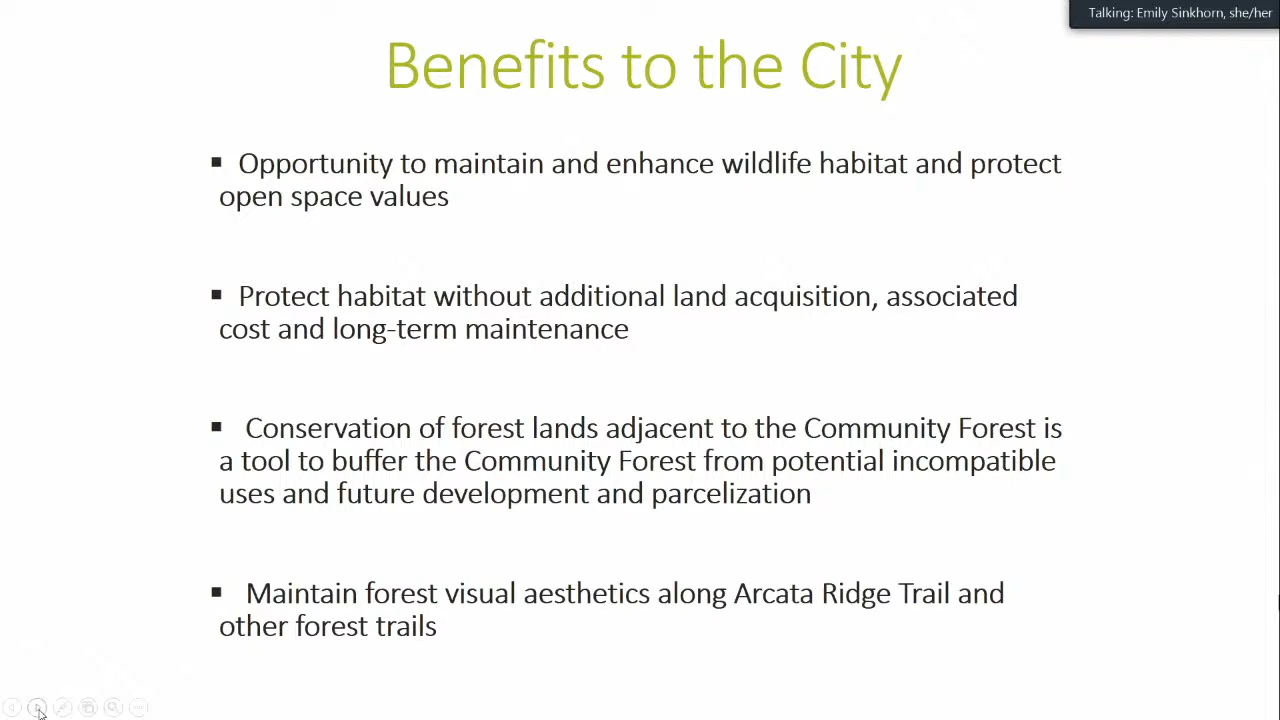 Talking: Emily Sinkhorn, she/her
Benefits to the City
▪ Opportunity to maintain and enhance wildlife habitat and protect
open space values
▪ Protect habitat without additional land acquisition, associated
cost and long-term maintenance
▪ Conservation of forest lands adjacent to the Community Forest is
a tool to buffer the Community Forest from potential incompatible
uses and future development and parcelization
▪ Maintain forest visual aesthetics along Arcata Ridge Trail and
other forest trails